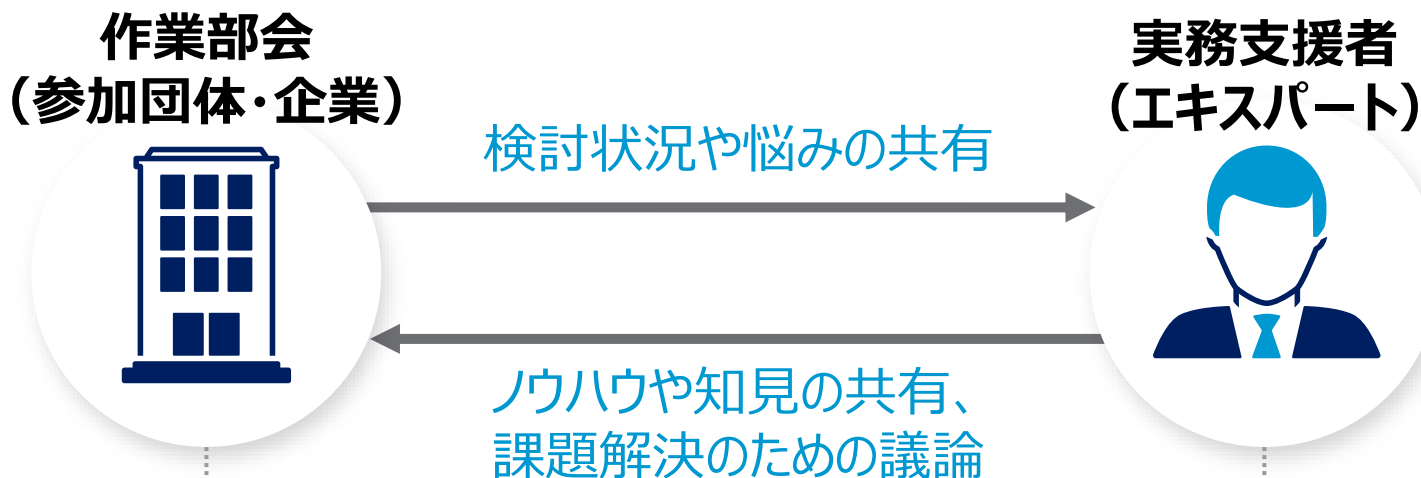 作業部会
（参加団体・企業）
実務支援者
（エキスパート）
検討状況や悩みの共有
ノウハウや知見の共有、
課題解決のための議論